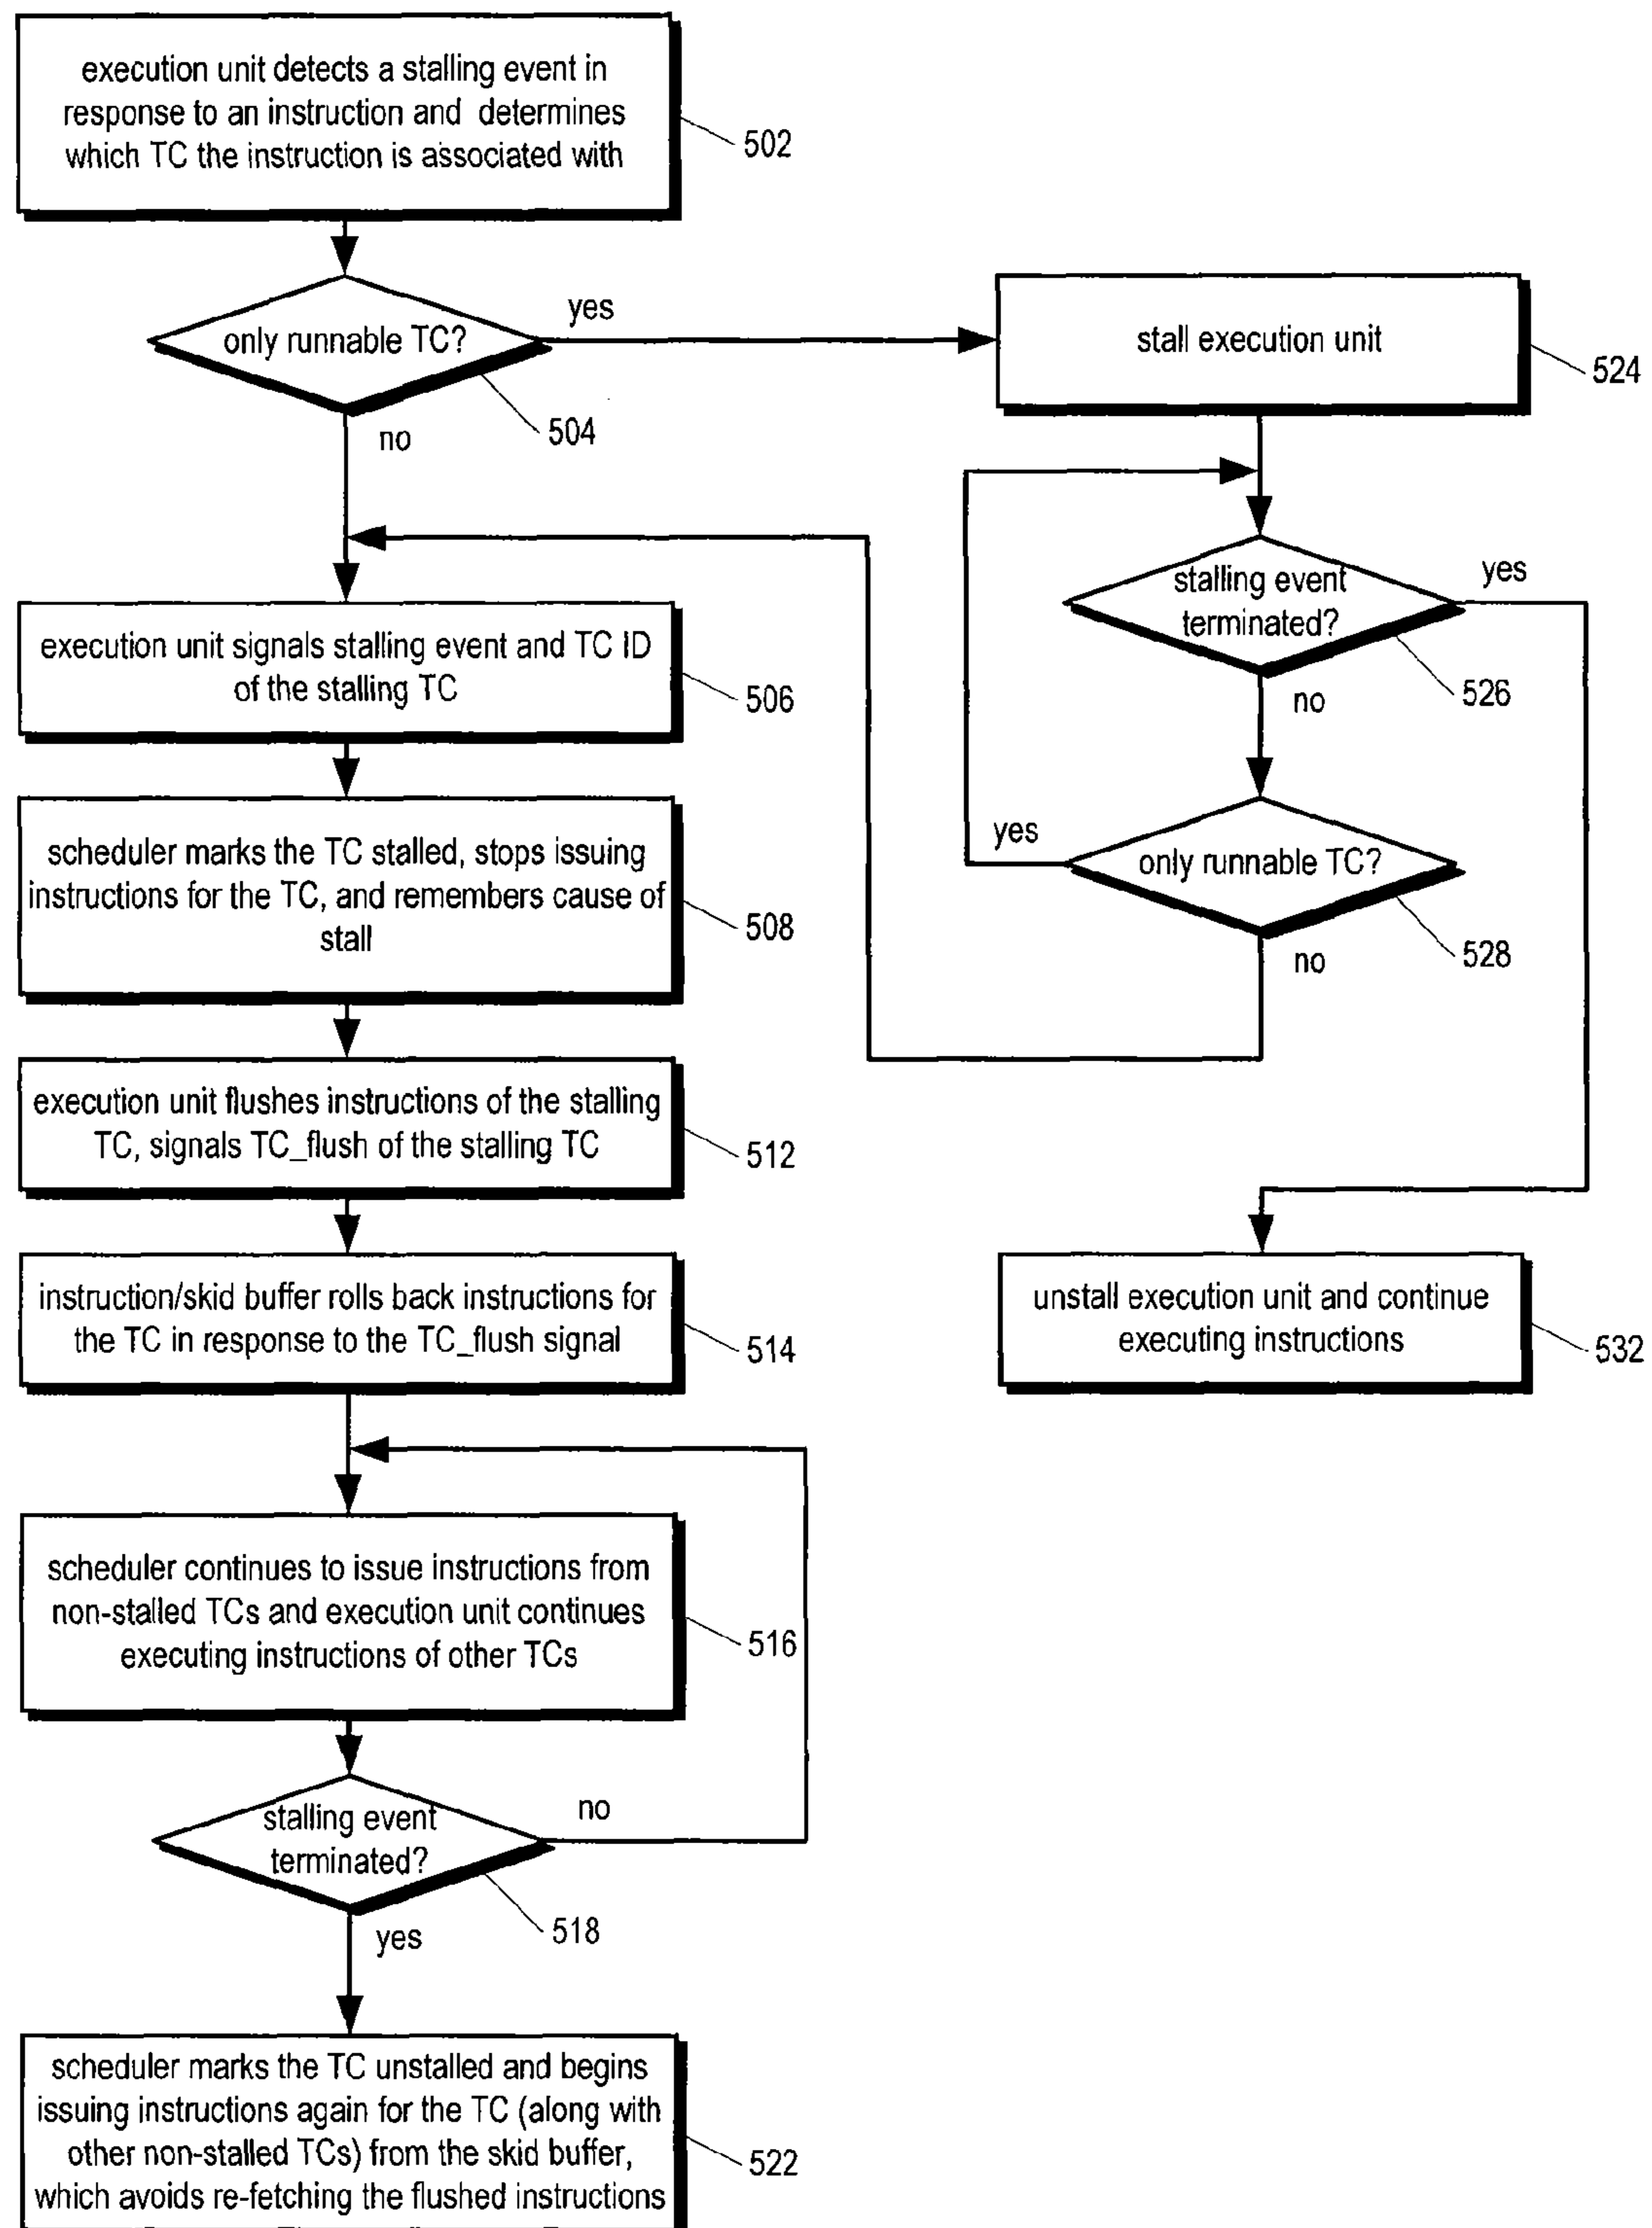 execution unit detects a stalling event in
response to an instruction and determines
which TC the instruction is associated with
502
only runnable TC?
yes
no
504
stall execution unit
524
stalling event
terminated?
yes
no
526
only runnable TC?
yes
no
528
unstall execution unit and continue
executing instructions
532
execution unit signals stalling event and TC ID
of the stalling TC
506
scheduler marks the TC stalled, stops issuing
instructions for the TC, and remembers cause of
stall
508
execution unit flushes instructions of the stalling
TC, signals TC_flush of the stalling TC
512
instruction/skid buffer rolls back instructions for
the TC in response to the TC_flush signal
514
scheduler continues to issue instructions from
non-stalled TCs and execution unit continues
executing instructions of other TCs
516
stalling event
terminated?
no
yes
518
scheduler marks the TC unstalled and begins
issuing instructions again for the TC (along with
other non-stalled TCs) from the skid buffer,
which avoids re-fetching the flushed instructions
522